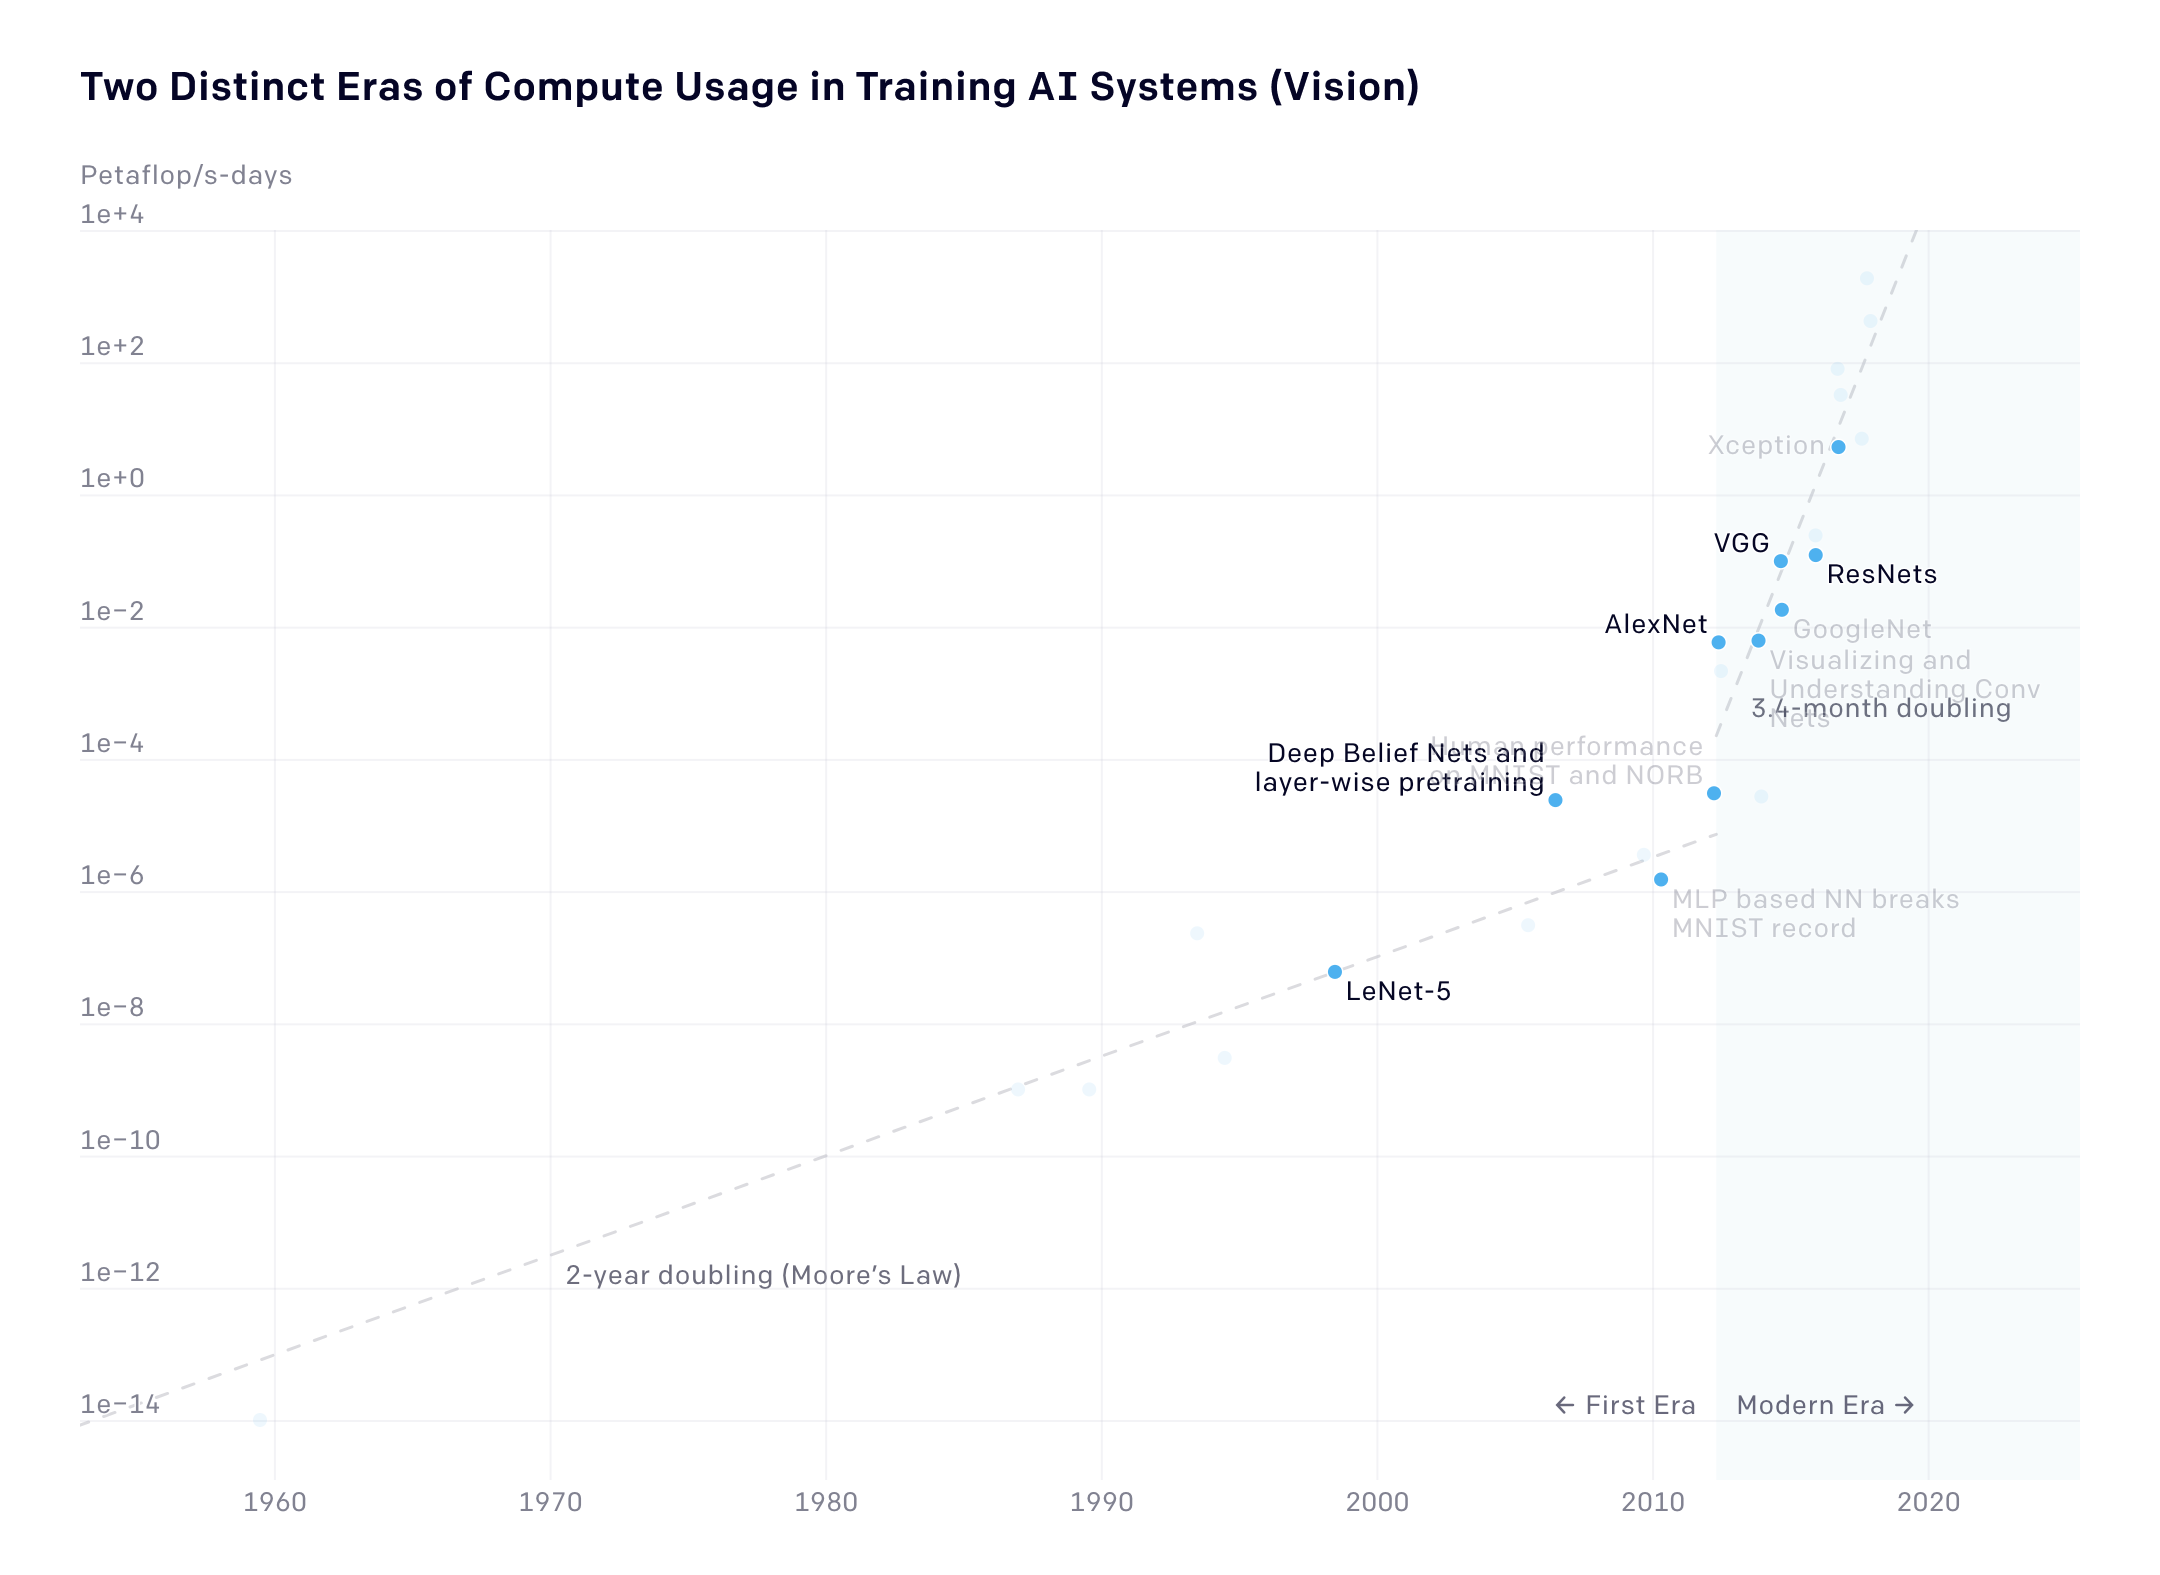 Two Distinct Eras of Compute Usage in Training AI Systems (Vision)
Petaflop/s-days
1e+4
1e+2
1e+0
1e−2
1e−4
1e−6
1e−8
1e−10
1e−12
1e−14
Xception
VGG
ResNets
AlexNet
GoogleNet
Visualizing and
Understanding Conv
Nets
3.4-month doubling
Deep Belief Nets and
layer-wise pretraining
Human performance
on MNIST and NORB
MLP based NN breaks
MNIST record
LeNet-5
2-year doubling (Moore’s Law)
← First Era
Modern Era →
1960
1970
1980
1990
2000
2010
2020